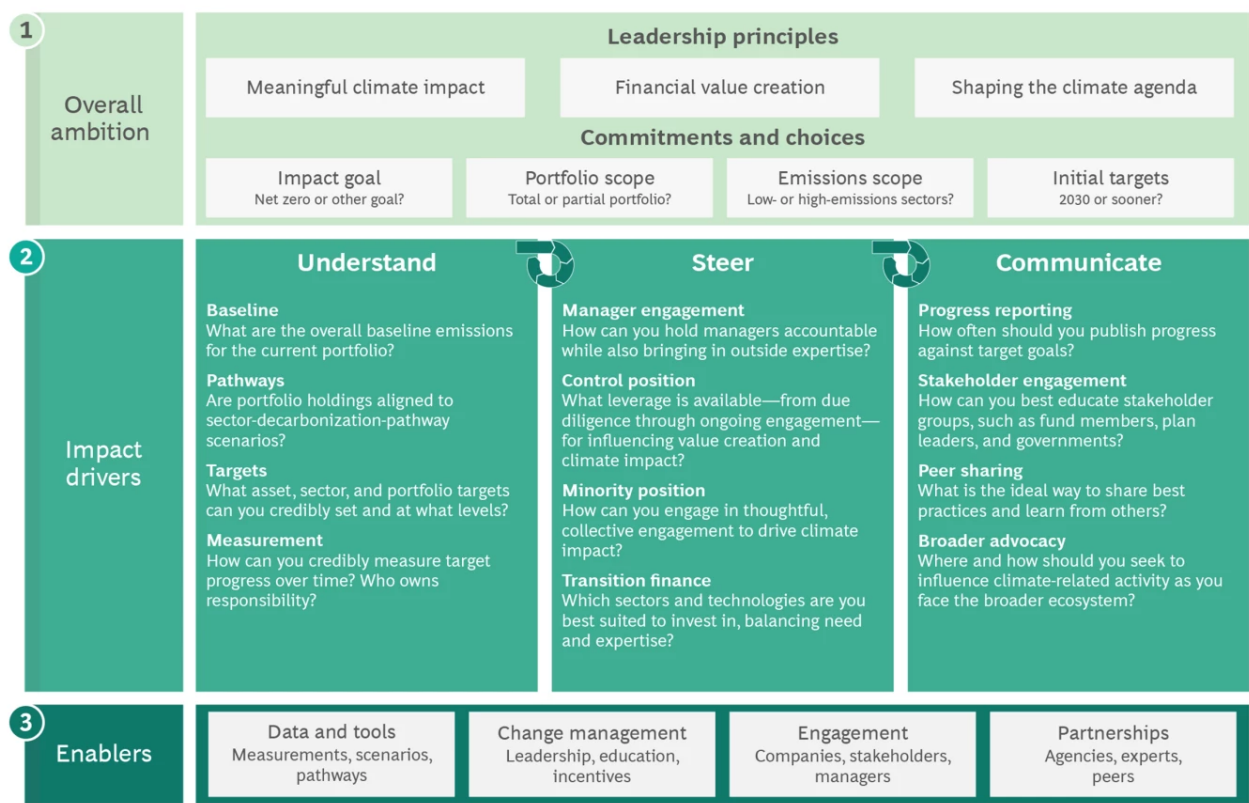 1
Overall
ambition
Leadership principles
Meaningful climate impact
Financial value creation
Shaping the climate agenda
Commitments and choices
Impact goal
Net zero or other goal?
Portfolio scope
Total or partial portfolio?
Emissions scope
Low- or high-emissions sectors?
Initial targets
2030 or sooner?
2
Impact
drivers
Understand
Baseline
What are the overall baseline emissions
for the current portfolio?
Pathways
Are portfolio holdings aligned to
sector-decarbonization-pathway
scenarios?
Targets
What asset, sector, and portfolio targets
can you credibly set and at what levels?
Measurement
How can you credibly measure target
progress over time? Who owns
responsibility?
Steer
Manager engagement
How can you hold managers accountable
while also bringing in outside expertise?
Control position
What leverage is available—from due
diligence through ongoing engagement—
for influencing value creation and
climate impact?
Minority position
How can you engage in thoughtful,
collective engagement to drive climate
impact?
Transition finance
Which sectors and technologies are you
best suited to invest in, balancing need
and expertise?
Communicate
Progress reporting
How often should you publish progress
against target goals?
Stakeholder engagement
How can you best educate stakeholder
groups, such as fund members, plan
leaders, and governments?
Peer sharing
What is the ideal way to share best
practices and learn from others?
Broader advocacy
Where and how should you seek to
influence climate-related activity as you
face the broader ecosystem?
3
Enablers
Data and tools
Measurements, scenarios,
pathways
Change management
Leadership, education,
incentives
Engagement
Companies, stakeholders,
managers
Partnerships
Agencies, experts,
peers